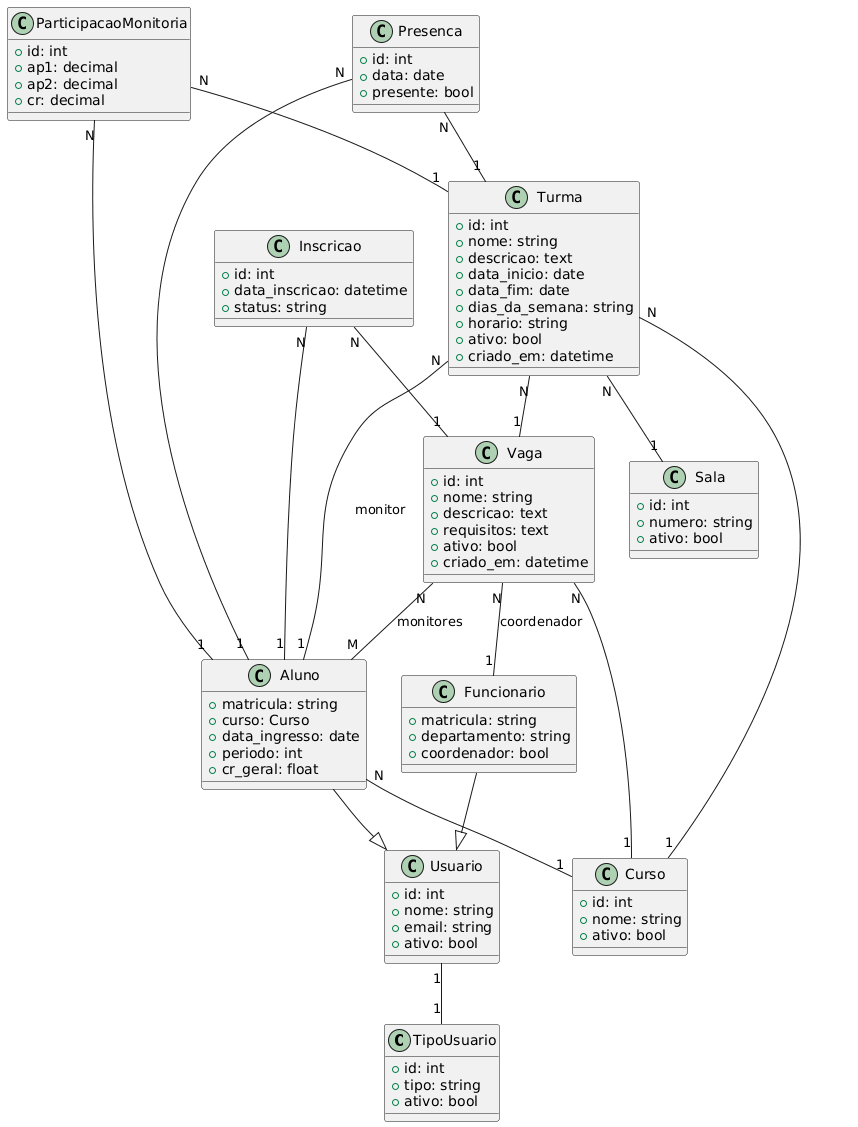 C ParticipacaoMonitoria
id: int
ap1: decimal
ap2: decimal
cr: decimal
N
N
C Presenca
id: int
data: date
presente: bool
N
N
1
1
C Turma
id: int
nome: string
descricao: text
data_inicio: date
data_fim: date
dias_da_semana: string
horario: string
ativo: bool
criado_em: datetime
N
N
N
N
C Inscricao
id: int
data_inscricao: datetime
status: string
N
N
1
1
1
monitor
C Vaga
id: int
nome: string
descricao: text
requisitos: text
ativo: bool
criado_em: datetime
N
N
N
monitores
coordenador
C Sala
id: int
numero: string
ativo: bool
1
1
1
1
M
1
C Aluno
matricula: string
curso: Curso
data_ingresso: date
periodo: int
cr_geral: float
N
C Funcionario
matricula: string
departamento: string
coordenador: bool
1
1
1
C Usuario
id: int
nome: string
email: string
ativo: bool
1
1
C Curso
id: int
nome: string
ativo: bool
C TipoUsuario
id: int
tipo: string
ativo: bool